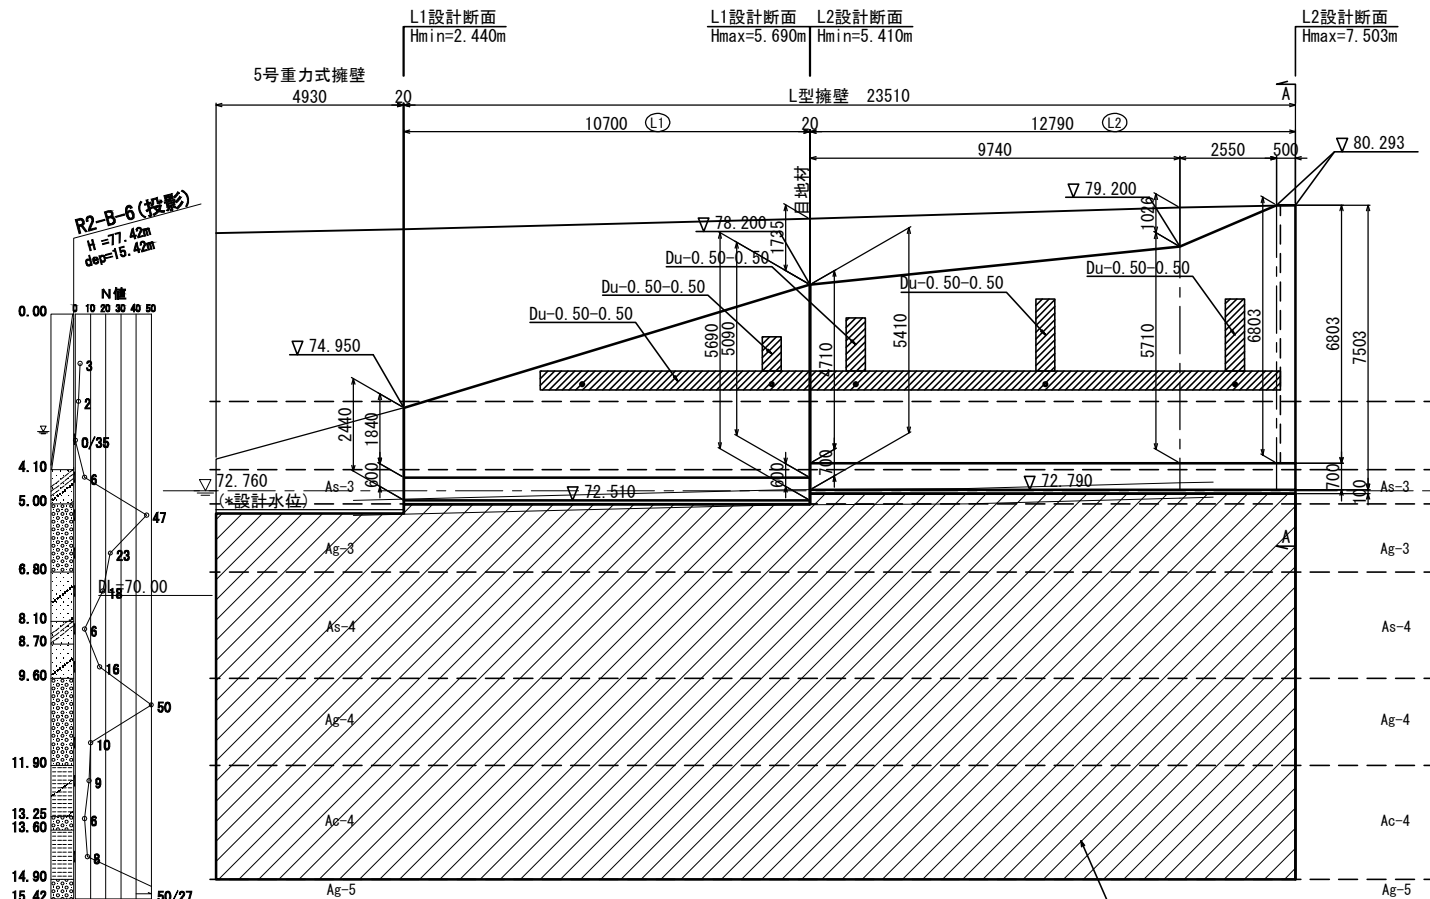 L1設計断面
Hmin=2.440m
L1設計断面
Hmax=5.690m
L2設計断面
Hmin=5.410m
L2設計断面
Hmax=7.503m
5号重力式擁壁
4930
20
L型擁壁 23510
A
10700
L1
20
12790
L2
9740
2550
500
▽ 80.293
目地材
▽ 79.200
1026
▽ 78.200
1735
R2-B-6(投影)
H =77.42m
dep=15.42m
N値
0 10 20 30 40 50
0.00
Du-0.50-0.50
Du-0.50-0.50
Du-0.50-0.50
Du-0.50-0.50
Du-0.50-0.50
▽ 74.950
5690
5090
4710
5410
5710
6803
6803
7503
3
2
0/35
6
47
23
18
6
16
50
10
9
6
8
50/27
2440
1840
600
600
700
700
100
4.10
5.00
6.80
8.10
8.70
9.60
11.90
13.25
13.60
14.90
15.42
▽ 72.760
(*設計水位)
▽ 72.510
▽ 72.790
DL=70.00
A
As-3
Ag-3
As-4
Ag-4
Ac-4
Ag-5
As-3
Ag-3
As-4
Ag-4
Ac-4
Ag-5